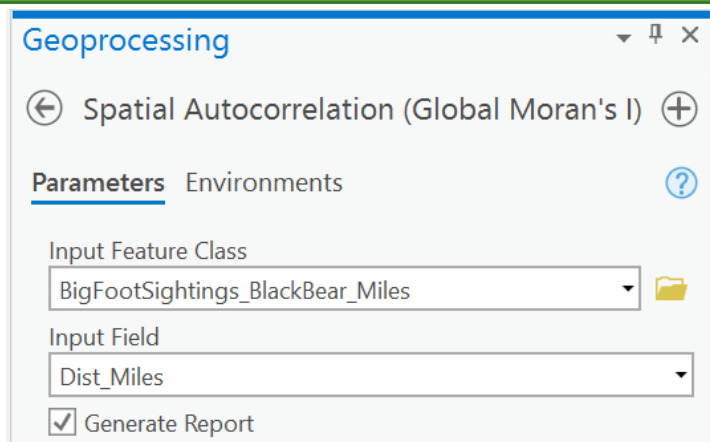 Geoprocessing
Spatial Autocorrelation (Global Moran's I)
Parameters Environments
Input Feature Class
BigFootSightings_BlackBear_Miles
Input Field
Dist_Miles
Generate Report